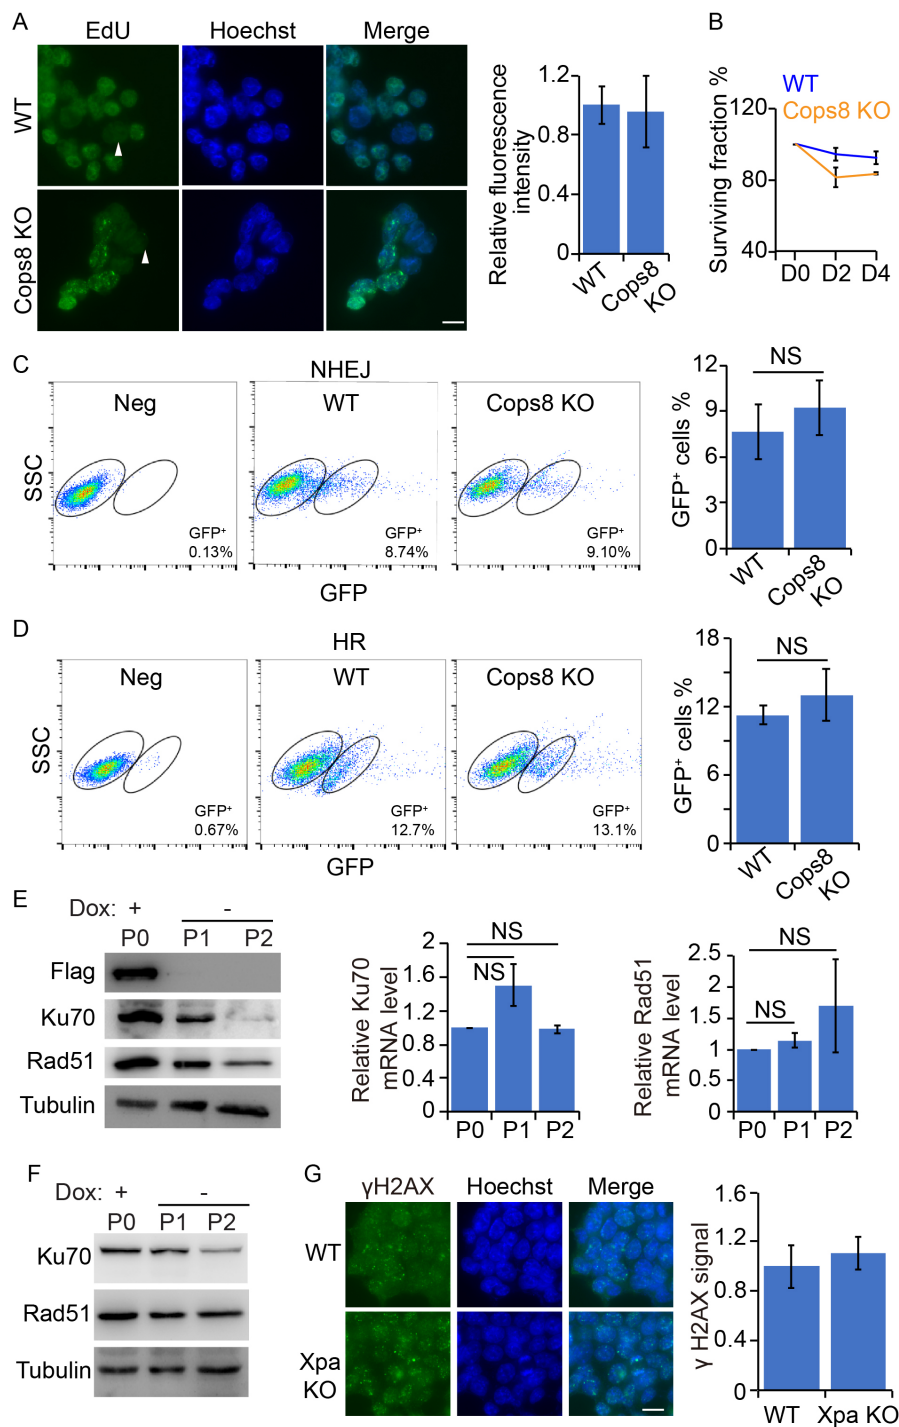 A
EdU Hoechst Merge
WT
Cops8 KO
Relative fluorescence
intensity
1.2
0.8
0.4
0
WT
Cops8
KO
B
Surviving fraction %
WT
Cops8 KO
120
80
40
D0 D2 D4
C
NHEJ
Neg WT Cops8 KO
SSC
GFP+
0.13%
GFP+
8.74%
GFP+
9.10%
GFP
GFP+ cells %
NS
12
9
6
3
0
WT
Cops8
KO
D
HR
Neg WT Cops8 KO
SSC
GFP+
0.67%
GFP+
12.7%
GFP+
13.1%
GFP
GFP+ cells %
NS
18
12
6
0
WT
Cops8
KO
E
Dox: + -
P0 P1 P2
Flag
Ku70
Rad51
Tubulin
Relative Ku70
mRNA level
NS
NS
2
1.6
1.2
0.8
0.4
0
P0 P1 P2
Relative Rad51
mRNA level
NS
NS
2.5
2
1.5
1
0.5
0
P0 P1 P2
F
Dox: + -
P0 P1 P2
Ku70
Rad51
Tubulin
G
γH2AX Hoechst Merge
WT
Xpa
KO
γ H2AX signal
1.6
1.2
0.8
0.4
0
WT Xpa KO